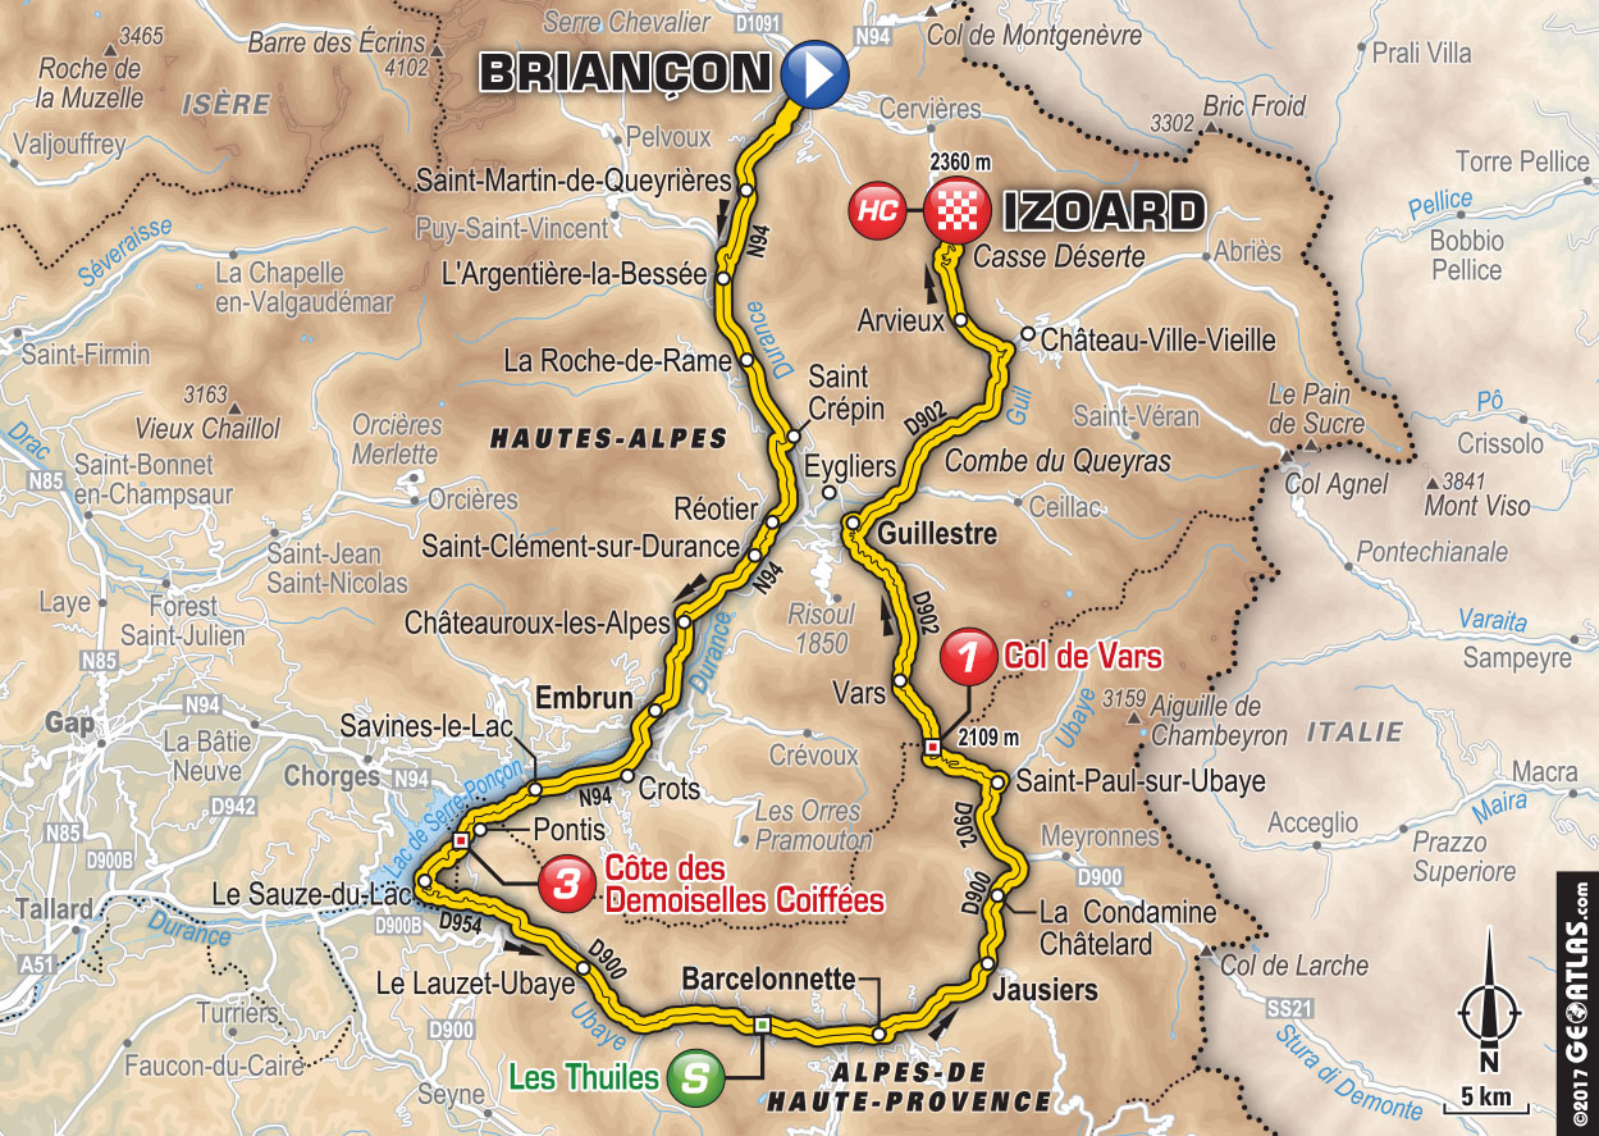 Serre Chevalier
D1091
N94
Col de Montgenèvre
3465
Roche de
la Muzelle
Barre des Écrins
4102
BRIANÇON
Prali Villa
ISÈRE
Cervières
Bric Froid
3302
Valjouffrey
Pelvoux
2360 m
Torre Pellice
Saint-Martin-de-Queyrières
HC
IZOARD
Pellice
Puy-Saint-Vincent
N94
Séveraisse
Casse Déserte
Abriès
Bobbio
Pellice
La Chapelle
en-Valgaudémar
L'Argentière-la-Bessée
Durance
Arvieux
Château-Ville-Vieille
Saint-Firmin
La Roche-de-Rame
Saint
Crépin
3163
Vieux Chaillol
Guil
Le Pain
de Sucre
Pô
Drac
Orcières
Merlette
HAUTES-ALPES
D902
Saint-Véran
Crissolo
Saint-Bonnet
en-Champsaur
N85
Eygliers
Combe du Queyras
Col Agnel
3841
Mont Viso
Orcières
Réotier
Ceillac
Guillestre
Saint-Jean
Saint-Nicolas
Saint-Clément-sur-Durance
N94
Pontechianale
Laye
Forest
Saint-Julien
Châteauroux-les-Alpes
Risoul
1850
D902
Varaita
Sampeyre
N85
Durance
1
Col de Vars
Embrun
Vars
Ubaye
3159
Aiguille de
Chambeyron
ITALIE
N94
Gap
La Bâtie
Neuve
Savines-le-Lac
2109 m
Crévoux
Chorges
N94
Lac de Serre-Ponçon
N94
Crots
Saint-Paul-sur-Ubaye
Macra
Maira
D942
N85
Pontis
Les Orres
Pramouton
D902
Meyronnes
Acceglio
Prazzo
Superiore
D900B
3
Côte des
Demoiselles Coiffées
D900
D900
Le Sauze-du-Lac
Tallard
Durance
D900B
D954
La Condamine
Châtelard
A51
D900
Le Lauzet-Ubaye
Barcelonnette
Jausiers
Col de Larche
Turriers
D900
Ubaye
SS21
Stura di Demonte
Faucon-du-Caire
Seyne
Les Thuiles
S
ALPES-DE
HAUTE-PROVENCE
N
5 km
©2017 GEOATLAS.com